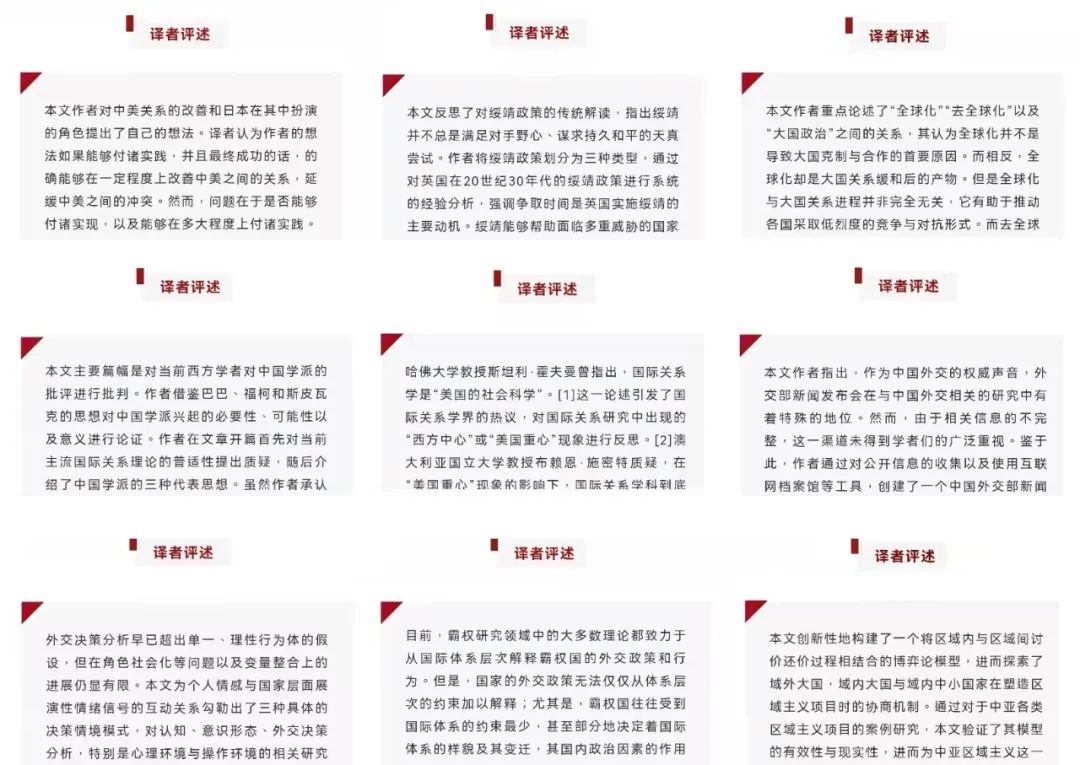 译者评述
本文作者对中美关系的改善和日本在其中扮演
的角色提出了自己的想法。译者认为作者的想
法如果能够付诸实践，并且最终成功的话，的
确能够在一定程度上改善中美之间的关系，延
缓中美之间的冲突。然而，问题在于是否能够
付诸实现，以及能够在多大程度上付诸实践。
译者评述
本文反思了对绥靖政策的传统解读，指出绥靖
并不总是满足对手野心、谋求持久和平的天真
尝试。作者将绥靖政策划分为三种类型，通过
对英国在20世纪30年代的绥靖政策进行系统
的经验分析，强调争取时间是英国实施绥靖的
主要动机。绥靖能够帮助面临多重威胁的国家
译者评述
本文作者重点论述了“全球化”“去全球化”以及
“大国政治”之间的关系，其认为全球化并不是
导致大国克制与合作的首要原因。而相反，全
球化却是大国关系缓和后的产物。但是全球化
与大国关系进程并非完全无关，它有助于推动
各国采取低烈度的竞争与对抗形式。而去全球
译者评述
本文主要篇幅是对当前西方学者对中国学派的
批评进行批判。作者借鉴巴巴、福柯和斯皮瓦
克的思想对中国学派兴起的必要性、可能性以
及意义进行论证。作者在文章开篇首先对当前
主流国际关系理论的普适性提出质疑，随后介
绍了中国学派的三种代表思想。虽然作者承认
译者评述
哈佛大学教授斯坦利·霍夫曼曾指出，国际关系
学是“美国的社会科学”。[1]这一论述引发了国
际关系学界的热议，对国际关系研究中出现的
“西方中心”或“美国重心”现象进行反思。[2]澳
大利亚国立大学教授布赖恩·施密特质疑，在
“美国重心”现象的影响下，国际关系学科到底
译者评述
本文作者指出，作为中国外交的权威声音，外
交部新闻发布会在与中国外交相关的研究中有
着特殊的地位。然而，由于相关信息的不完
整，这一渠道未得到学者们的广泛重视。鉴于
此，作者通过对公开信息的收集以及使用互联
网档案馆等工具，创建了一个中国外交部新闻
译者评述
外交决策分析早已超出单一、理性行为体的假
设，但在角色社会化等问题以及变量整合上的
进展仍显有限。本文为个人情感与国家层面展
演性情绪信号的互动关系勾勒出了三种具体的
决策情境模式，对认知、意识形态、外交决策
分析，特别是心理环境与操作环境的相关研究
译者评述
目前，霸权研究领域中的大多数理论都致力于
从国际体系层次解释霸权国的外交政策和行
为。但是，国家的外交政策无法仅仅从体系层
次的约束加以解释；尤其是，霸权国往往受到
国际体系的约束最少，甚至部分地决定着国际
体系的样貌及其变迁，其国内政治因素的作用
译者评述
本文创新性地构建了一个将区域内与区域间讨
价还价过程相结合的博弈论模型，进而探索了
域外大国，域内大国与域内中小国家在塑造区
域主义项目时的协商机制。通过对于中亚各类
区域主义项目的案例研究，本文验证了其模型
的有效性与现实性，进而为中亚区域主义这一